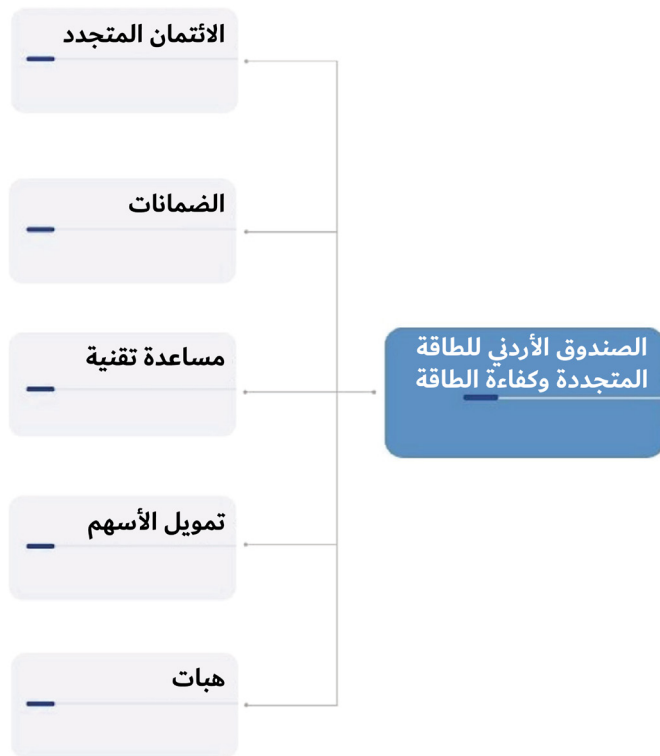 الصندوق الأردني للطاقة
المتجددة وكفاءة الطاقة
الائتمان المتجدد
الضمانات
مساعدة تقنية
تمويل الأسهم
هبات